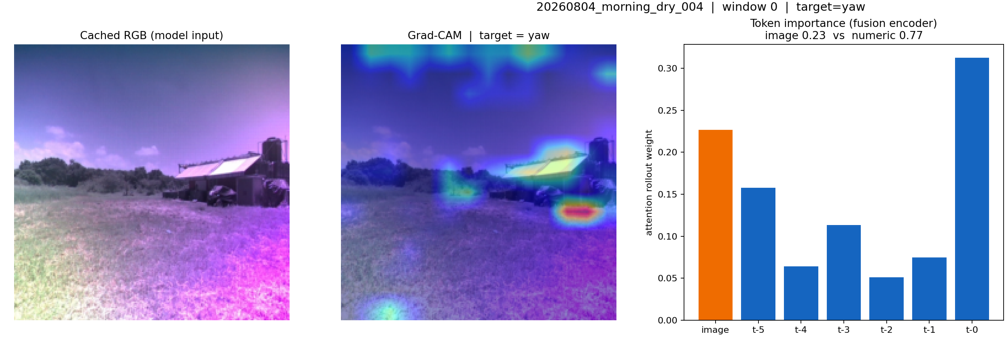 20260804_morning_dry_004 | window 0 | target=yaw
Cached RGB (model input)
Grad-CAM | target = yaw
Token importance (fusion encoder)
image 0.23 vs numeric 0.77
attention rollout weight
0.30
0.25
0.20
0.15
0.10
0.05
0.00
image t-5 t-4 t-3 t-2 t-1 t-0